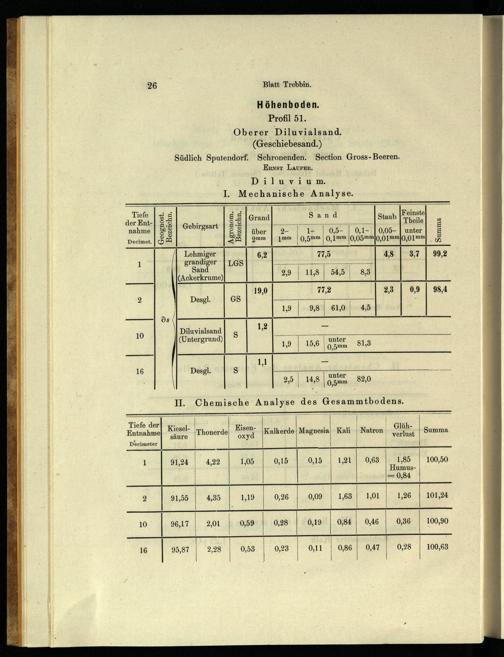 26
Blatt Trebbin.
Höhenboden.
Profil 51.
Oberer Diluvialsand.
(Geschiebesand.)
Südlich Sputendorf. Schronenden. Section Gross-Beeren.
Ernst Laufer.
Diluvium.
I. Mechanische Analyse.
Tiefe der Entnahme Decimet. Geognost. Bezeichn. Gebirgsart Agronom. Bezeichn. Grand über 2mm Sand 2–1mm 1–0,5mm 0,5–0,1mm 0,1–0,05mm Staub 0,05–0,01mm Feinste Theile unter 0,01mm Summa
1 Lehmiger grandiger Sand (Ackerkrume) LGS 6,2 77,5 4,8 3,7 99,2
2,9 11,8 54,5 8,3
2 Desgl. GS 19,0 77,2 2,3 0,9 98,4
1,9 9,8 61,0 4,5
∂s
10 Diluvialsand (Untergrund) S 1,2 —
1,9 15,6 unter 0,5mm 81,3
16 Desgl. S 1,1 —
2,5 14,8 unter 0,5mm 82,0
II. Chemische Analyse des Gesammtbodens.
Tiefe der Entnahme Decimeter Kieselsäure Thonerde Eisenoxyd Kalkerde Magnesia Kali Natron Glühverlust Summa
1 91,24 4,22 1,05 0,15 0,15 1,21 0,63 1,85 100,50
Humus-
= 0,84
2 91,55 4,35 1,19 0,26 0,09 1,63 1,01 1,26 101,24
10 96,17 2,01 0,59 0,28 0,19 0,84 0,46 0,36 100,90
16 95,87 2,28 0,53 0,23 0,11 0,86 0,47 0,28 100,63